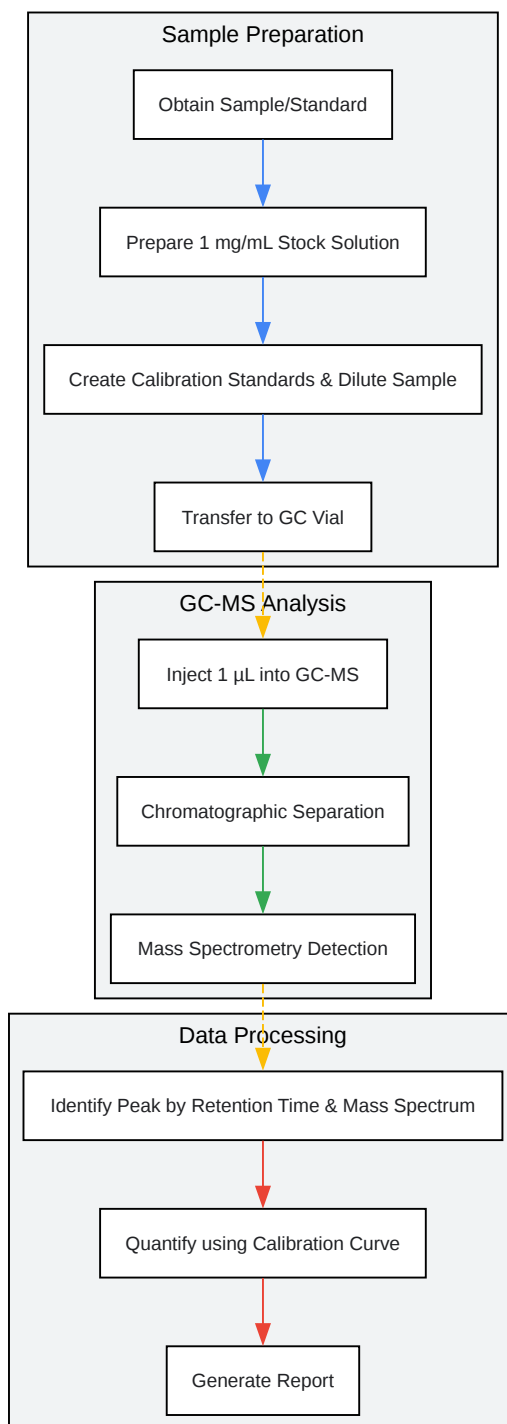 Sample Preparation
Obtain Sample/Standard
Prepare 1 mg/mL Stock Solution
Create Calibration Standards & Dilute Sample
Transfer to GC Vial
GC-MS Analysis
Inject 1 µL into GC-MS
Chromatographic Separation
Mass Spectrometry Detection
Data Processing
Identify Peak by Retention Time & Mass Spectrum
Quantify using Calibration Curve
Generate Report